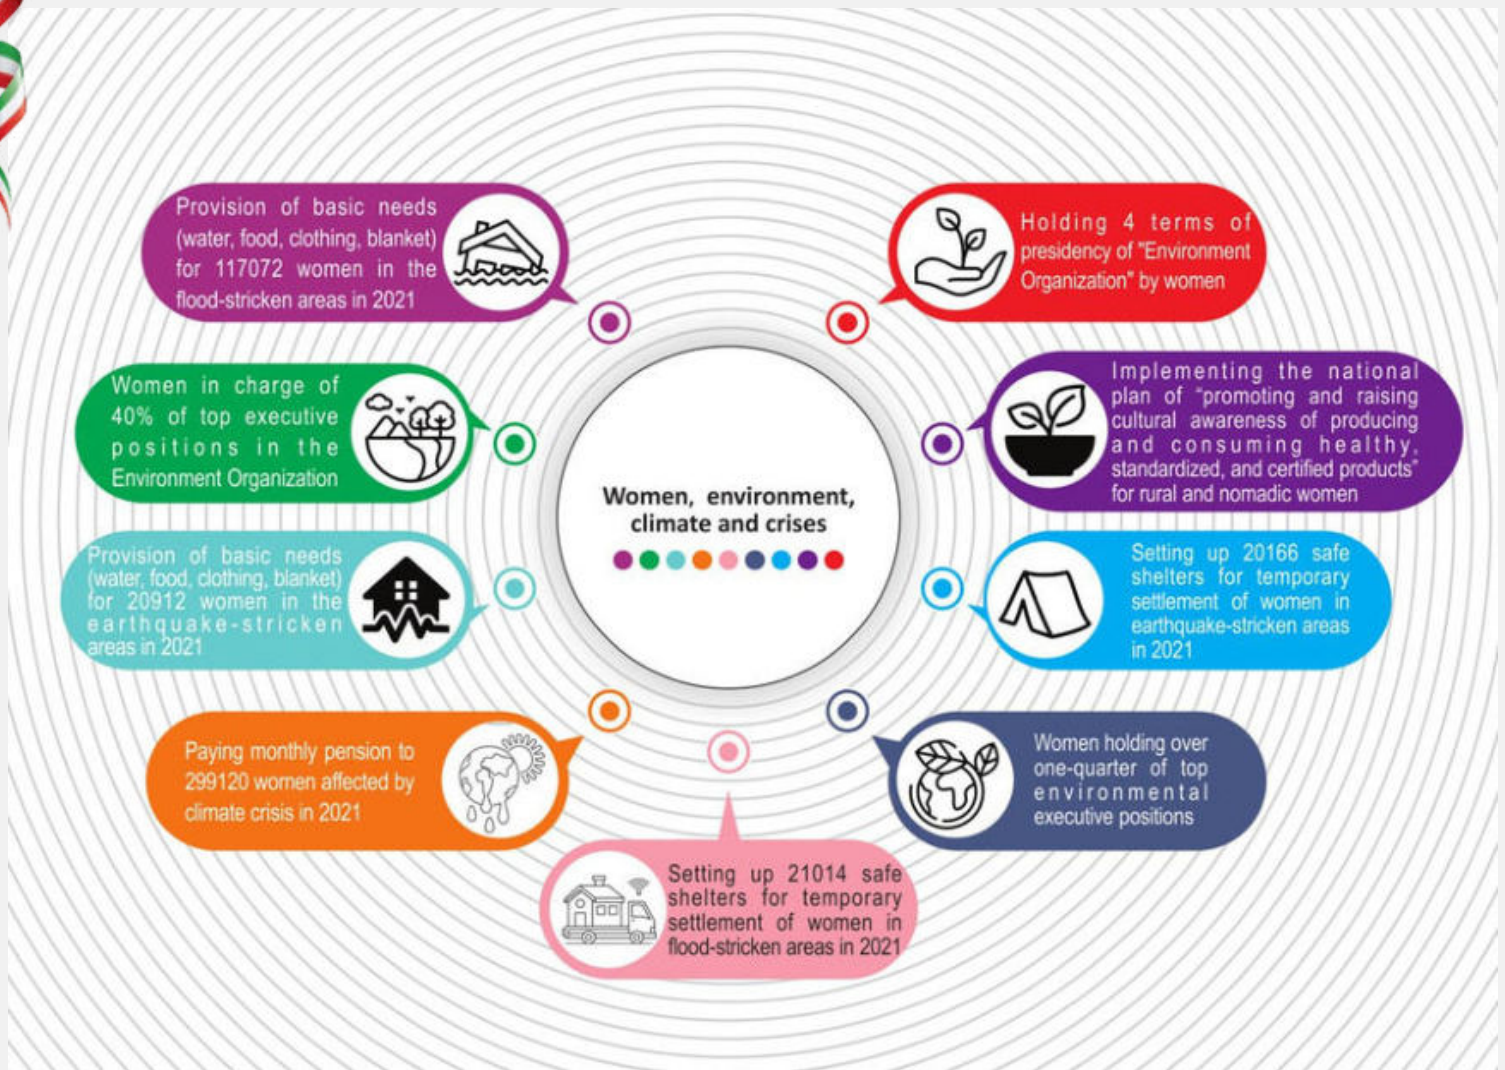 Provision of basic needs
(water, food, clothing, blanket)
for 117072 women in the
flood-stricken areas in 2021
Holding 4 terms of
presidency of "Environment
Organization" by women
Women in charge of
40% of top executive
positions in the
Environment Organization
Implementing the national
plan of “promoting and raising
cultural awareness of producing
and consuming healthy,
standardized, and certified products”
for rural and nomadic women
Women, environment,
climate and crises
Provision of basic needs
(water, food, clothing, blanket)
for 20912 women in the
earthquake-stricken
areas in 2021
Setting up 20166 safe
shelters for temporary
settlement of women in
earthquake-stricken areas
in 2021
Paying monthly pension to
299120 women affected by
climate crisis in 2021
Women holding over
one-quarter of top
environmental
executive positions
Setting up 21014 safe
shelters for temporary
settlement of women in
flood-stricken areas in 2021